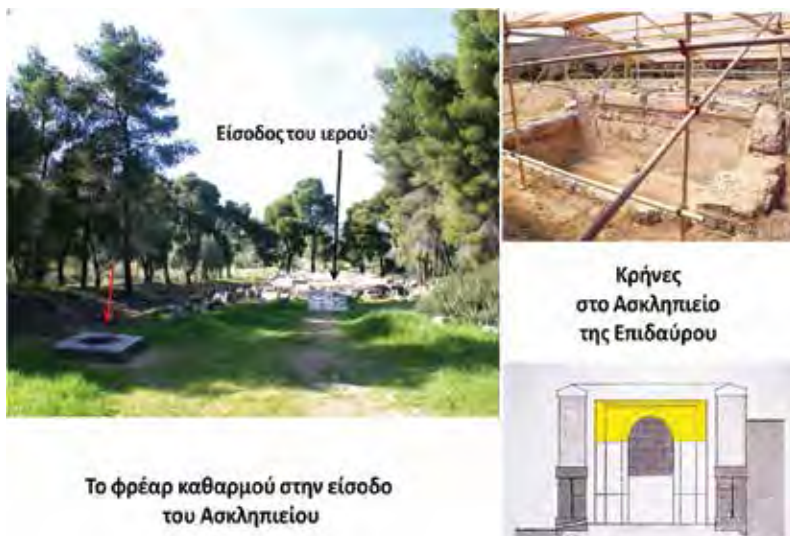 Είσοδος του ιερού
Το φρέαρ καθαρμού στην είσοδο
του Ασκληπιείου
Κρήνες
στο Ασκληπιείο
της Επιδαύρου